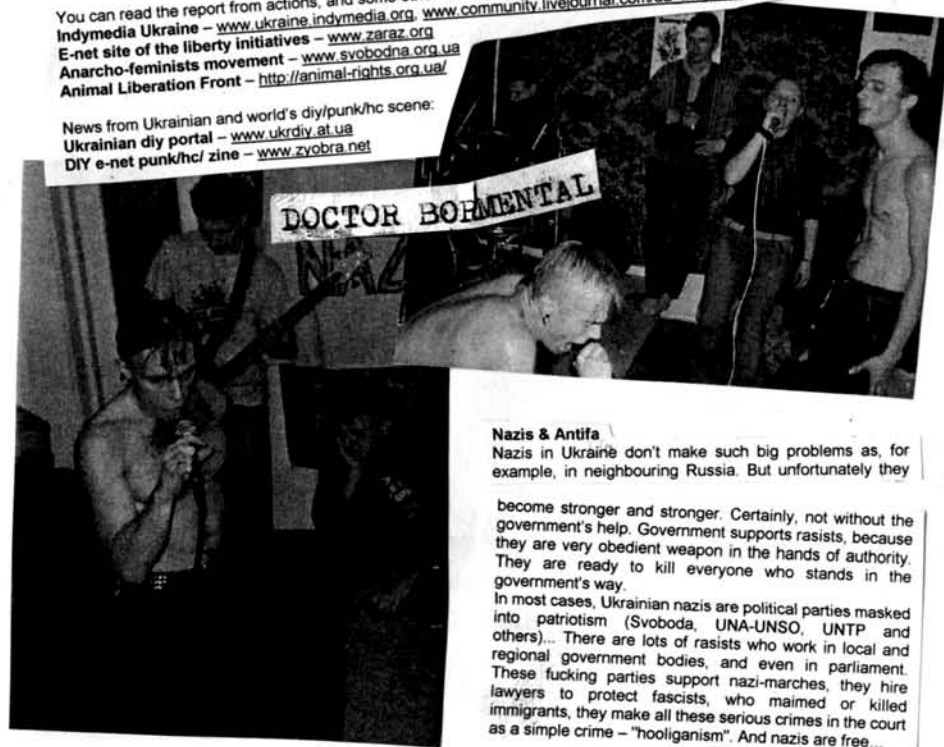 You can read the report from actions, and some
Indymedia Ukraine – www.ukraine.indymedia.org, www.community.livejournal.com
E-net site of the liberty initiatives – www.zaraz.org
Anarcho-feminists movement – www.svobodna.org.ua
Animal Liberation Front – http://animal-rights.org.ua/
News from Ukrainian and world's diy/punk/hc scene:
Ukrainian diy portal – www.ukrdiy.at.ua
DIY e-net punk/hc/ zine – www.zyobra.net
DOCTOR BORMENTAL
Nazis & Antifa
Nazis in Ukraine don't make such big problems as, for
example, in neighbouring Russia. But unfortunately they
become stronger and stronger. Certainly, not without the
government's help. Government supports rasists, because
they are very obedient weapon in the hands of authority.
They are ready to kill everyone who stands in the
government's way.
In most cases, Ukrainian nazis are political parties masked
into patriotism (Svoboda, UNA-UNSO, UNTP and
others)... There are lots of rasists who work in local and
regional government bodies, and even in parliament.
These fucking parties support nazi-marches, they hire
lawyers to protect fascists, who maimed or killed
immigrants, they make all these serious crimes in the court
as a simple crime – "hooliganism". And nazis are free...